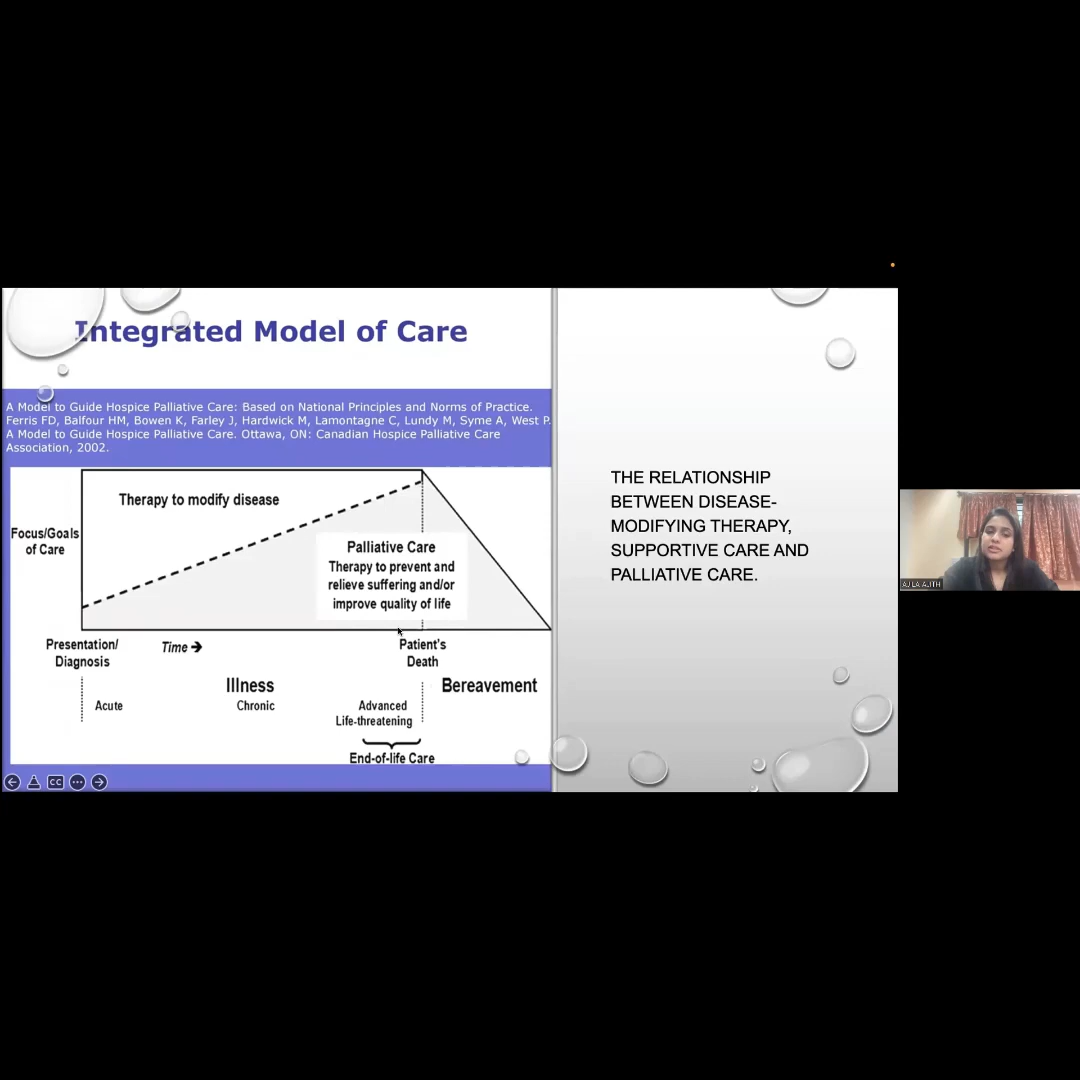 Integrated Model of Care
A Model to Guide Hospice Palliative Care: Based on National Principles and Norms of Practice.
Ferris FD, Balfour HM, Bowen K, Farley J, Hardwick M, Lamontagne C, Lundy M, Syme A, West P.
A Model to Guide Hospice Palliative Care. Ottawa, ON: Canadian Hospice Palliative Care
Association, 2002.
Therapy to modify disease
Focus/Goals
of Care
Palliative Care
Therapy to prevent and
relieve suffering and/or
improve quality of life
Presentation/
Diagnosis
Time →
Patient's
Death
Illness
Bereavement
Acute
Chronic
Advanced
Life-threatening
End-of-life Care
CC
THE RELATIONSHIP
BETWEEN DISEASE-
MODIFYING THERAPY,
SUPPORTIVE CARE AND
PALLIATIVE CARE.
AJLA AJITH